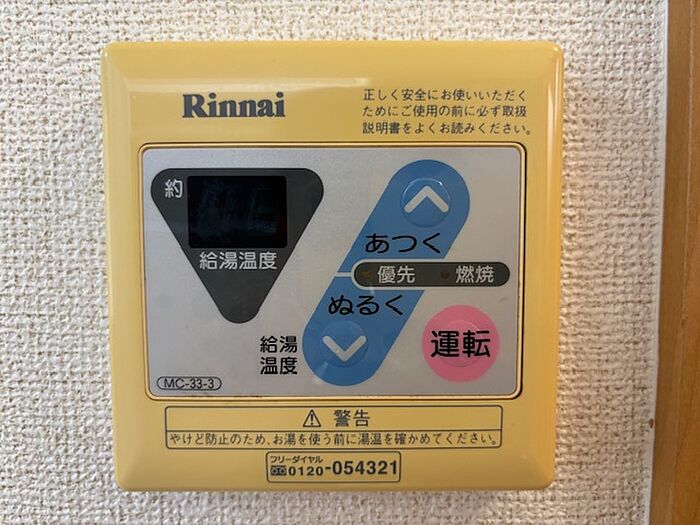 Rinnai
正しく安全にお使いいただく
ためにご使用の前に必ず取扱
説明書をよくお読みください。
約
給湯温度
あつく
優先 燃焼
ぬるく
給湯
温度
運転
MC-33-3
⚠ 警告
やけど防止のため、お湯を使う前に湯温を確かめてください。
フリーダイヤル
0120-054321